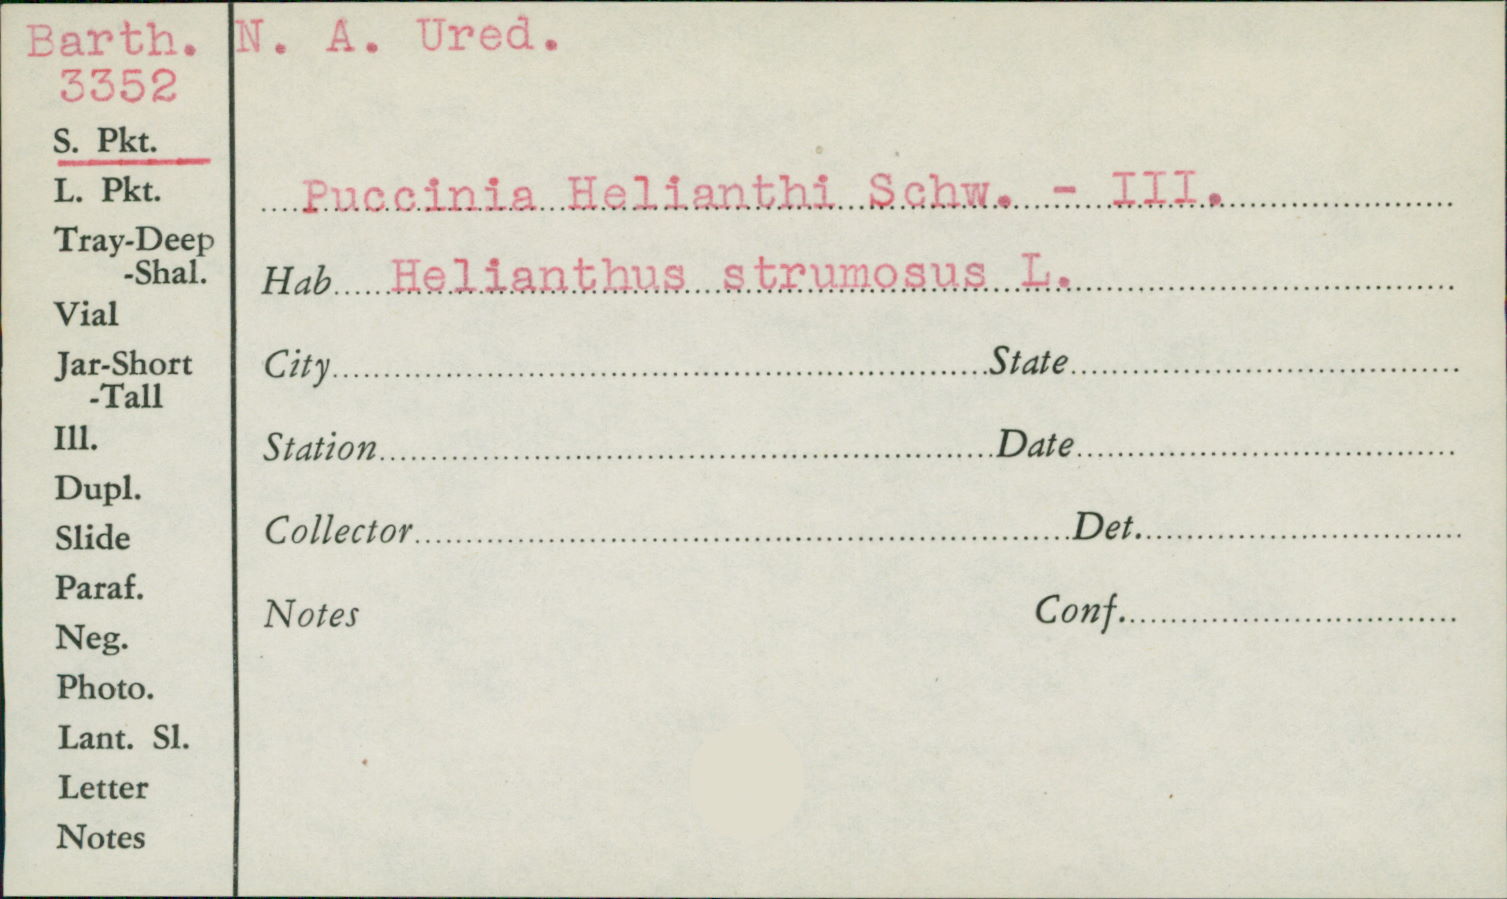 Barth. N. A. Ured.
3352
S. Pkt.
L. Pkt.
Tray-Deep
-Shal.
Vial
Jar-Short
-Tall
Ill.
Dupl.
Slide
Paraf.
Neg.
Photo.
Lant. Sl.
Letter
Notes
Puccinia Helianthi Schw. - III.
Hab Helianthus strumosus L.
City State
Station Date
Collector Det.
Notes Conf.